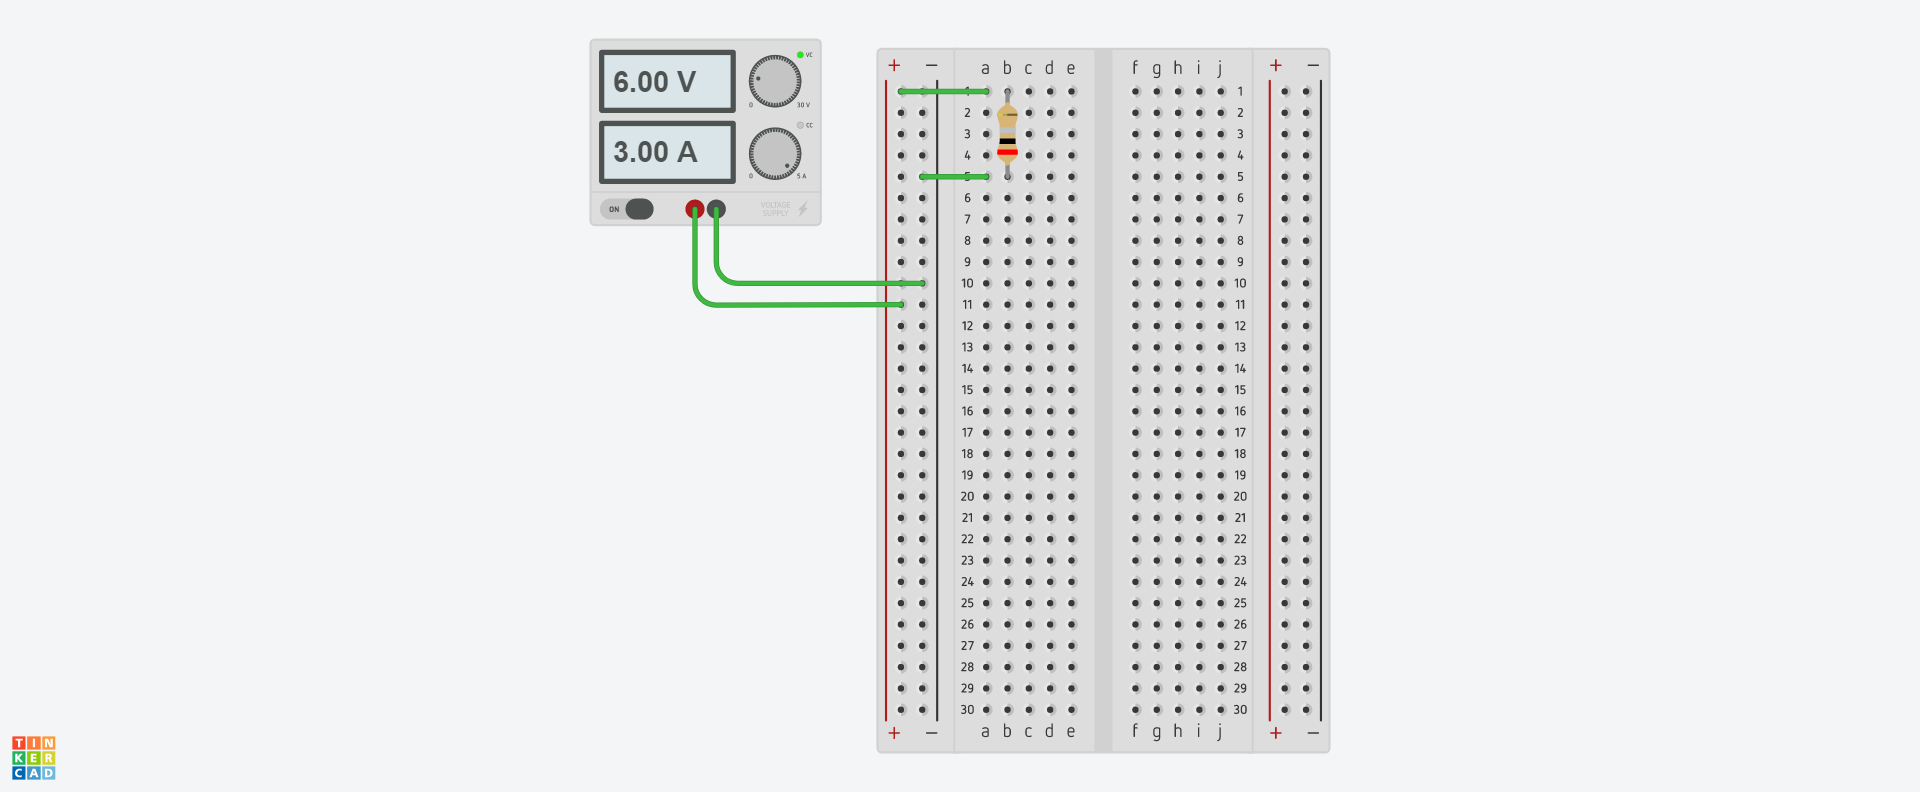 6.00 V
VC
0
30 V
3.00 A
CC
0
5 A
ON
VOLTAGE
SUPPLY
+ − a b c d e f g h i j + −
1 1
2 2
3 3
4 4
5 5
6 6
7 7
8 8
9 9
10 10
11 11
12 12
13 13
14 14
15 15
16 16
17 17
18 18
19 19
20 20
21 21
22 22
23 23
24 24
25 25
26 26
27 27
28 28
29 29
30 30
+ − a b c d e f g h i j + −
TIN
KER
CAD